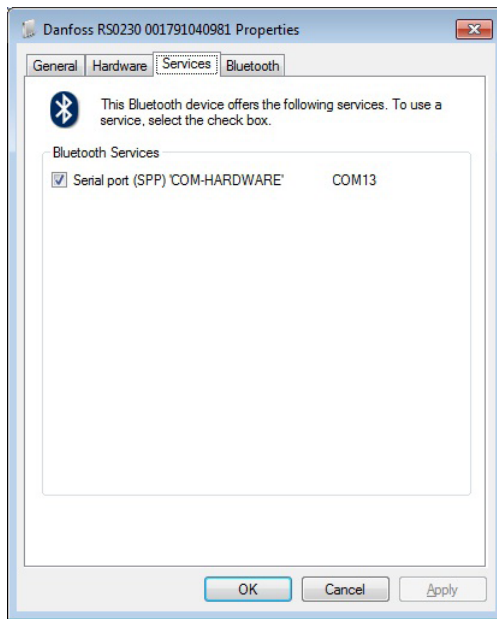 Danfoss RS0230 001791040981 Properties
General Hardware Services Bluetooth
This Bluetooth device offers the following services. To use a
service, select the check box.
Bluetooth Services
Serial port (SPP) 'COM-HARDWARE' COM13
OK Cancel Apply